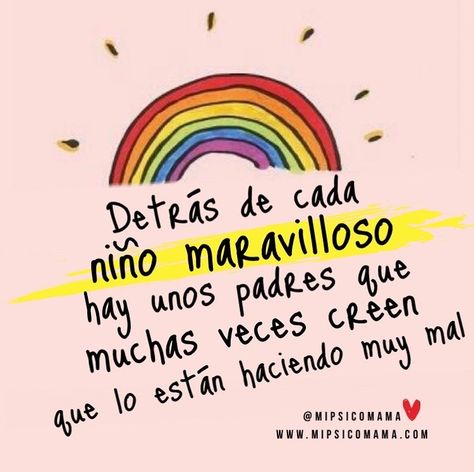 Detrás de cada
niño maravilloso
hay unos padres que
muchas veces creen
que lo están haciendo muy mal
@MIPSICOMAMA
WWW.MIPSICOMAMA.COM